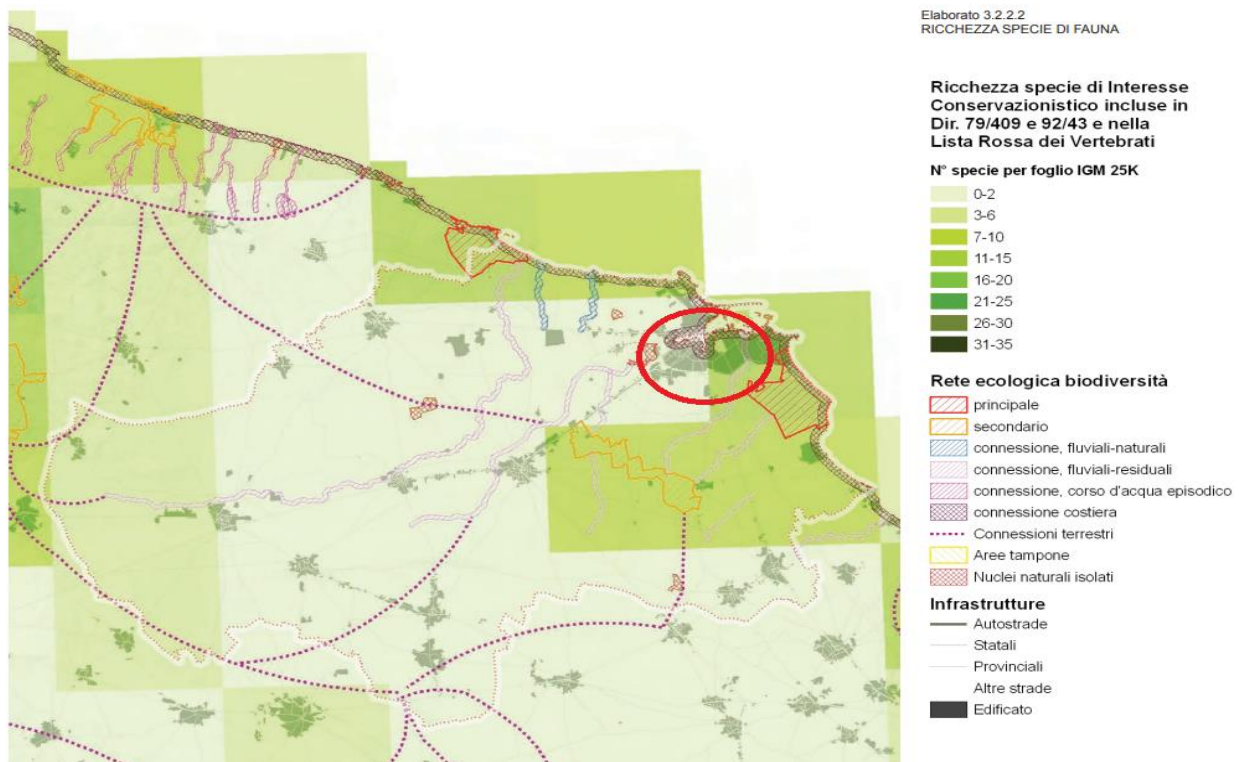 Elaborato 3.2.2.2
RICCHEZZA SPECIE DI FAUNA
Ricchezza specie di Interesse
Conservazionistico incluse in
Dir. 79/409 e 92/43 e nella
Lista Rossa dei Vertebrati
N° specie per foglio IGM 25K
0-2
3-6
7-10
11-15
16-20
21-25
26-30
31-35
Rete ecologica biodiversità
principale
secondario
connessione, fluviali-naturali
connessione, fluviali-residuali
connessione, corso d'acqua episodico
connessione costiera
Connessioni terrestri
Aree tampone
Nuclei naturali isolati
Infrastrutture
Autostrade
Statali
Provinciali
Altre strade
Edificato